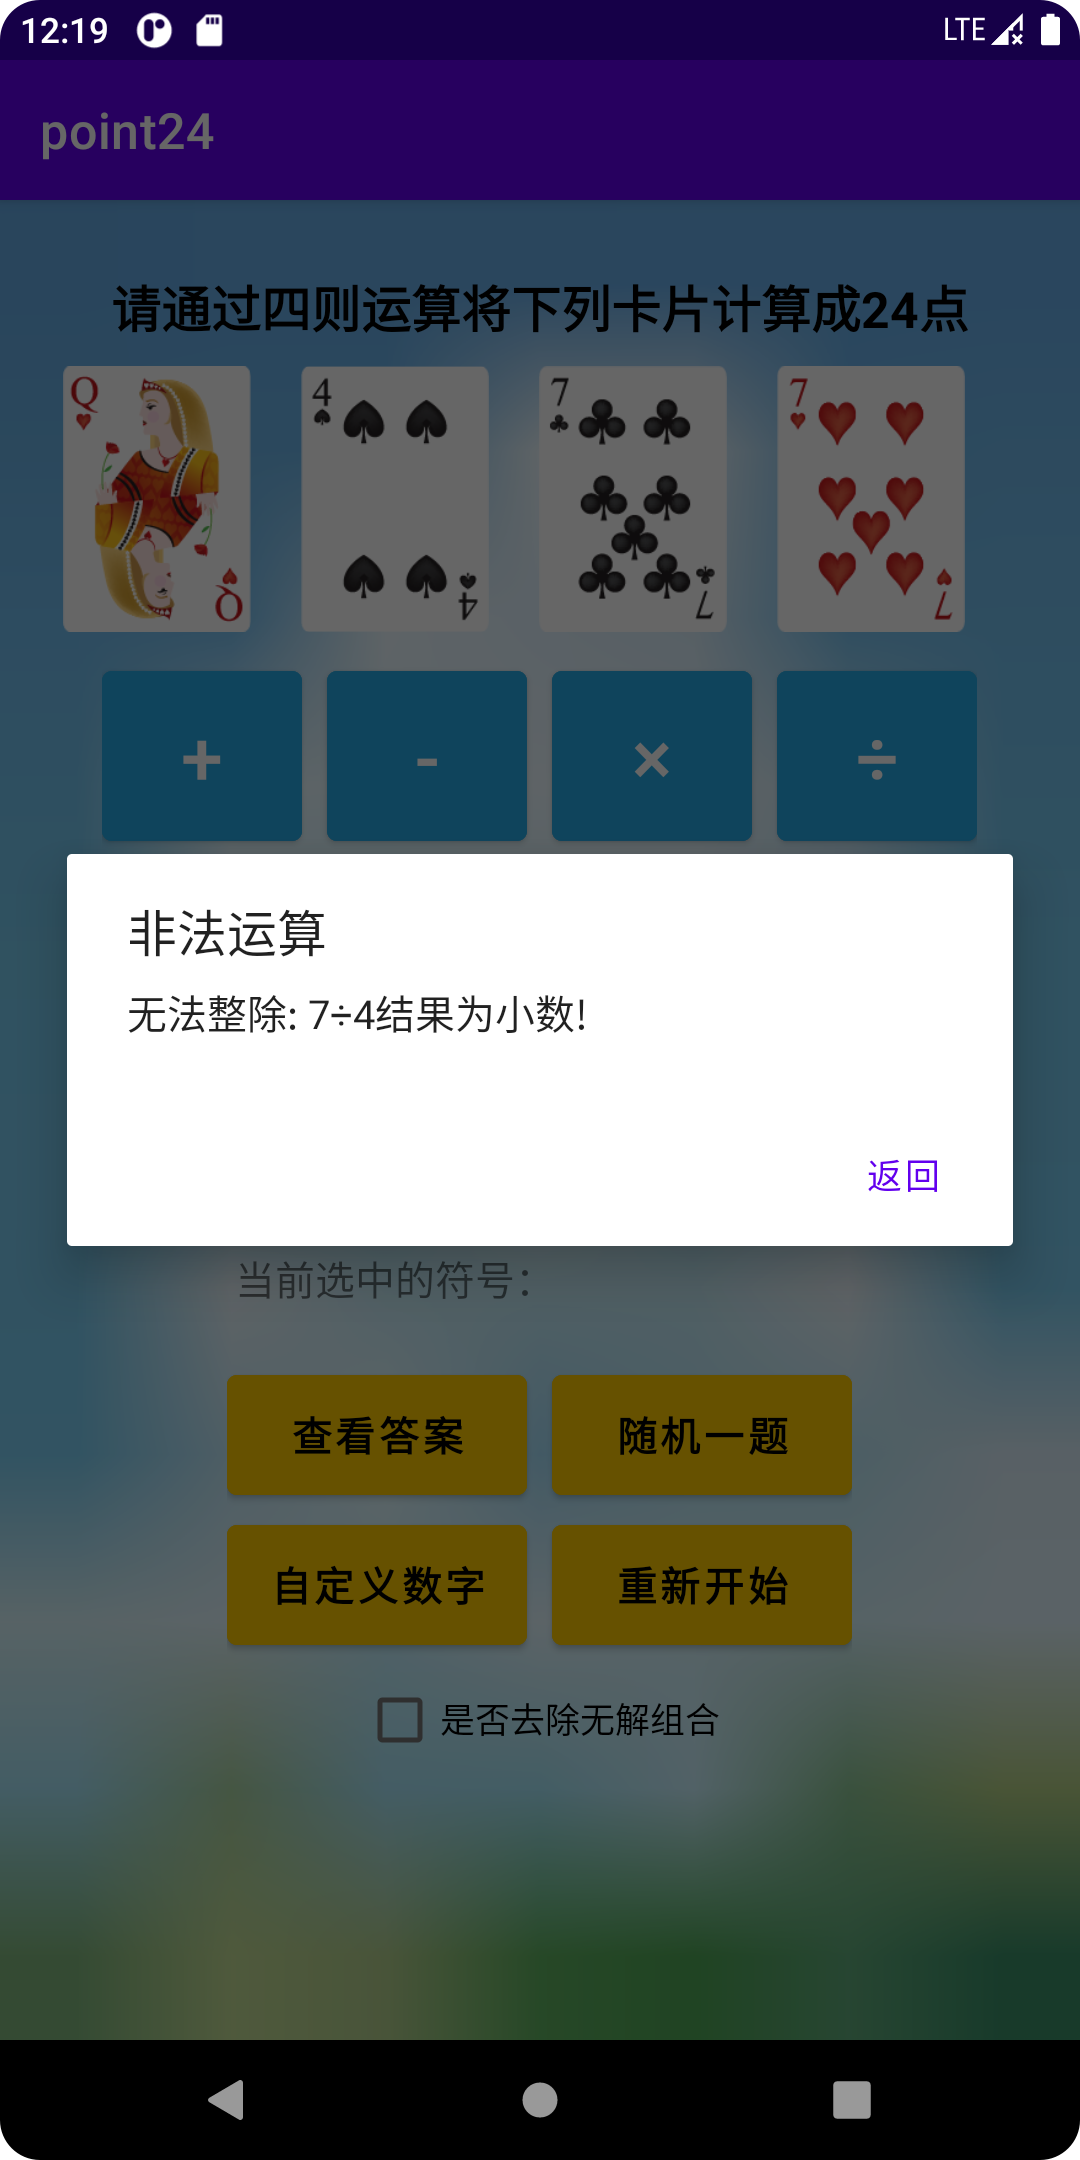 12:19 LTE
point24
请通过四则运算将下列卡片计算成24点
Q 4 7 7
Q 4 7 7
+ - × ÷
非法运算
无法整除: 7÷4结果为小数!
返回
当前选中的符号：
查看答案 随机一题
自定义数字 重新开始
是否去除无解组合